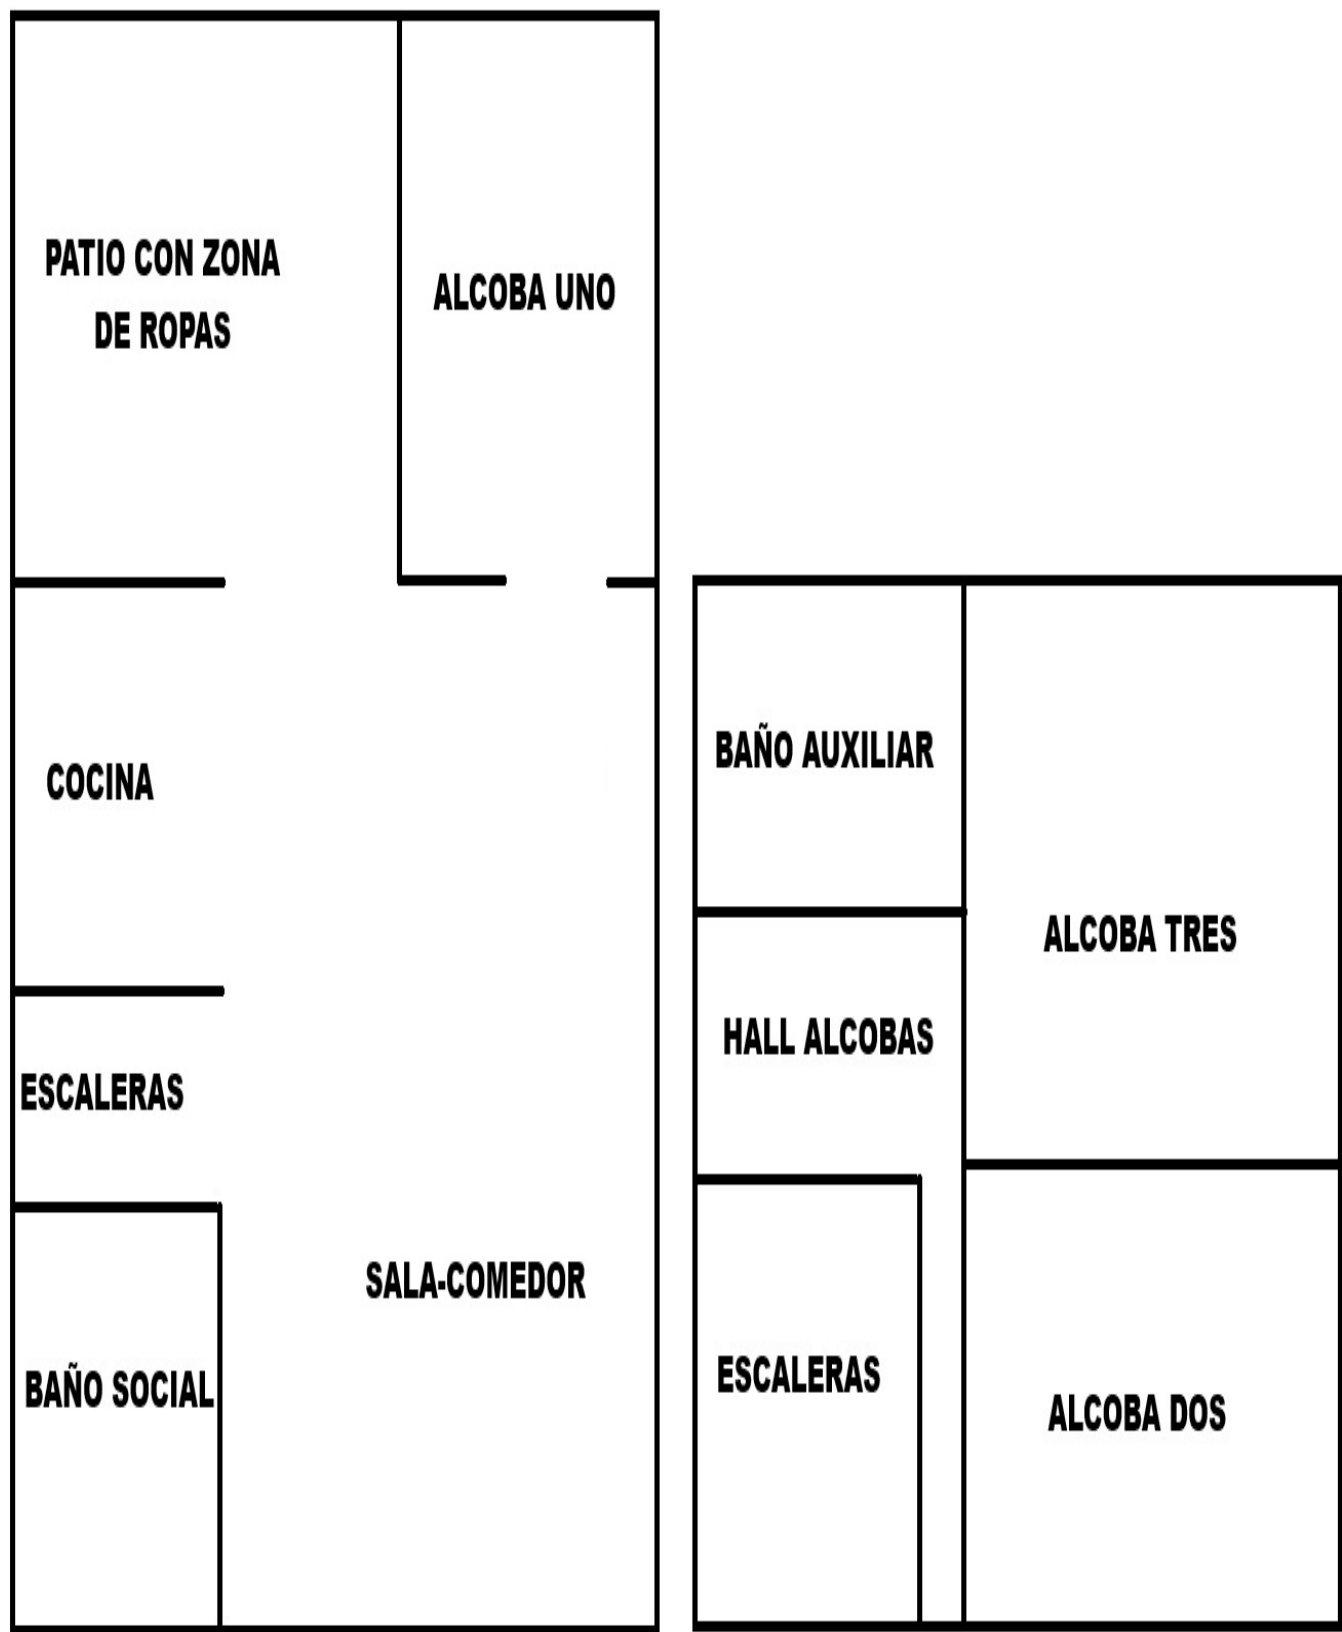 PATIO CON ZONA
DE ROPAS
ALCOBA UNO
COCINA
ESCALERAS
SALA-COMEDOR
BAÑO SOCIAL
BAÑO AUXILIAR
ALCOBA TRES
HALL ALCOBAS
ESCALERAS
ALCOBA DOS